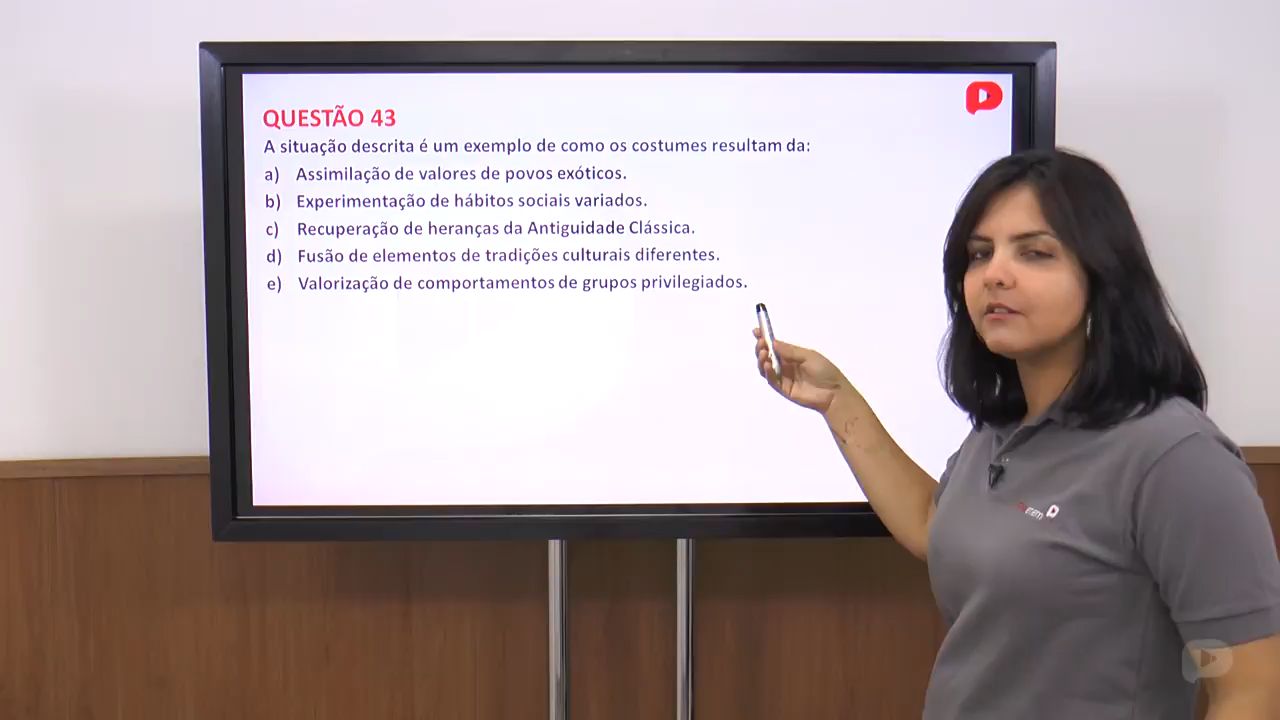 QUESTÃO 43
A situação descrita é um exemplo de como os costumes resultam da:
a) Assimilação de valores de povos exóticos.
b) Experimentação de hábitos sociais variados.
c) Recuperação de heranças da Antiguidade Clássica.
d) Fusão de elementos de tradições culturais diferentes.
e) Valorização de comportamentos de grupos privilegiados.